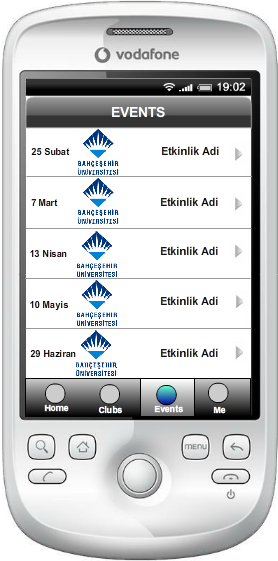 vodafone
19:02
EVENTS
25 Subat
BAHÇEŞEHİR
ÜNİVERSİTESİ
Etkinlik Adi
7 Mart
BAHÇEŞEHİR
ÜNİVERSİTESİ
Etkinlik Adi
13 Nisan
BAHÇEŞEHİR
ÜNİVERSİTESİ
Etkinlik Adi
10 Mayis
BAHÇEŞEHİR
ÜNİVERSİTESİ
Etkinlik Adi
29 Haziran
BAHÇEŞEHİR
ÜNİVERSİTESİ
Etkinlik Adi
Home Clubs Events Me
MENU